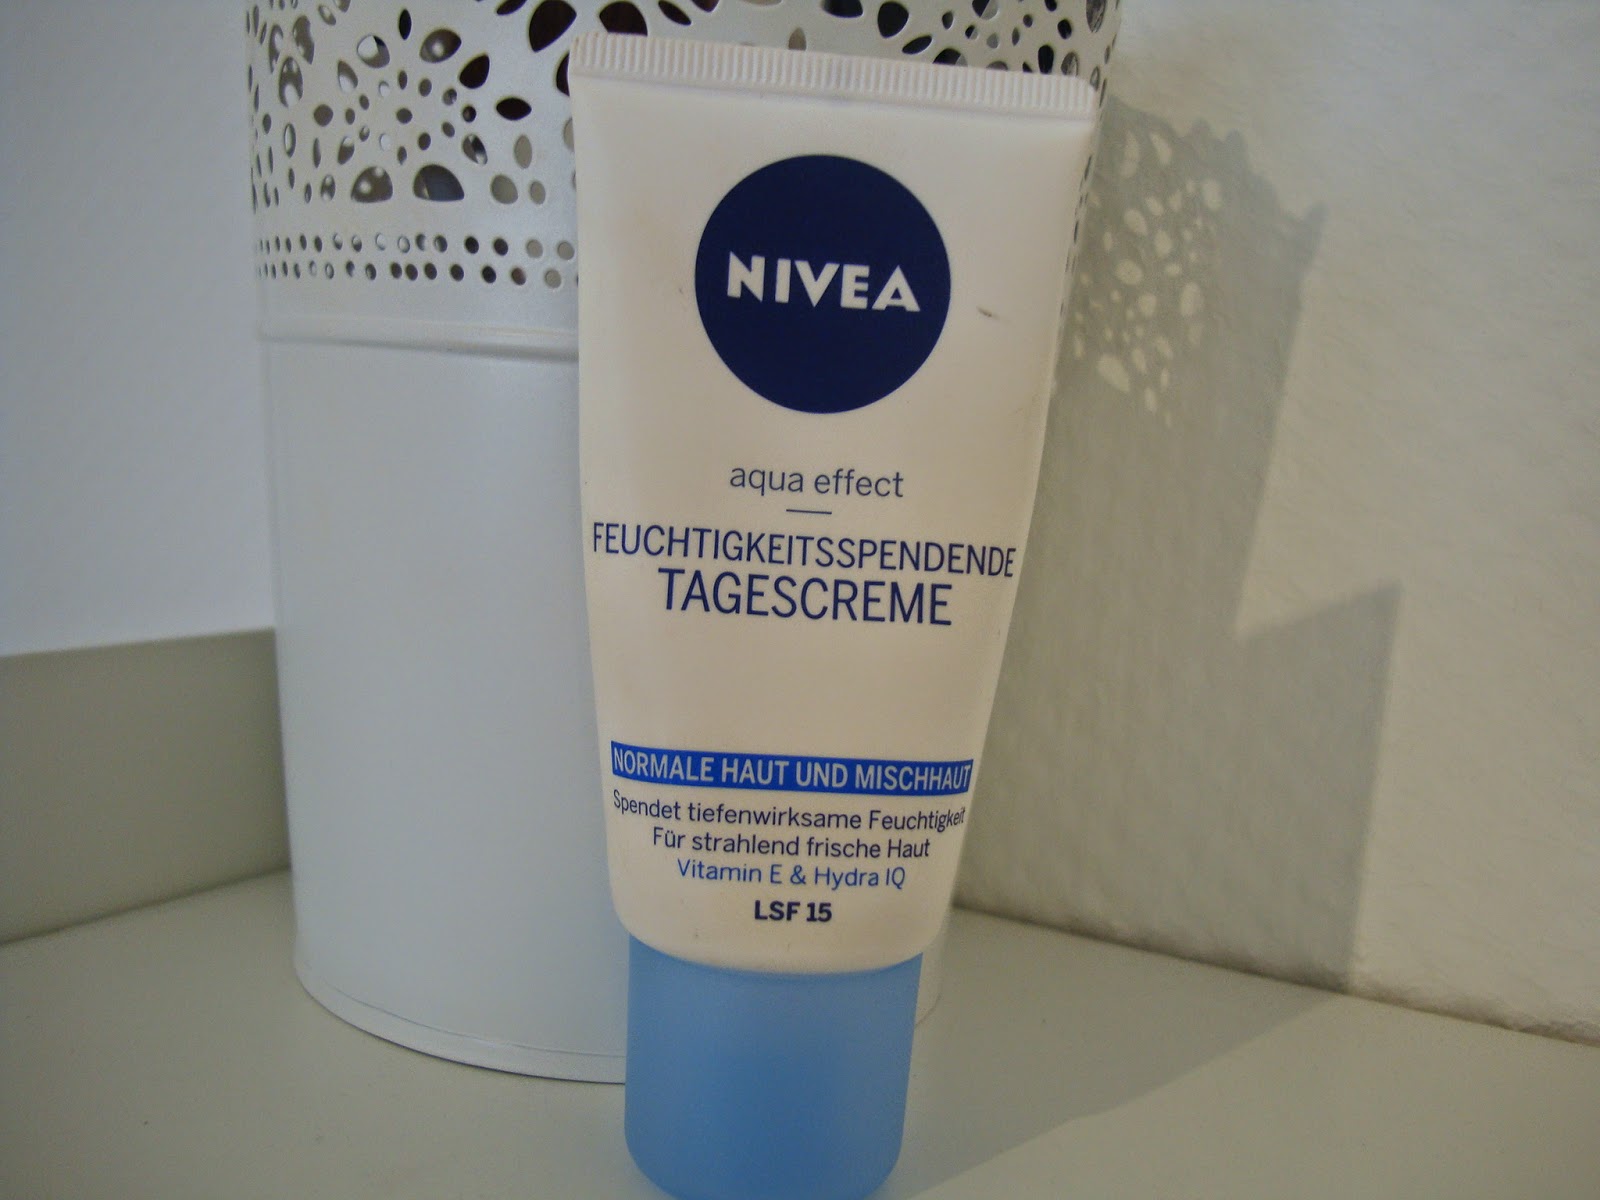 NIVEA
aqua effect
FEUCHTIGKEITSSPENDENDE
TAGESCREME
NORMALE HAUT UND MISCHHAUT
Spendet tiefenwirksame Feuchtigkeit
Für strahlend frische Haut
Vitamin E & Hydra IQ
LSF 15